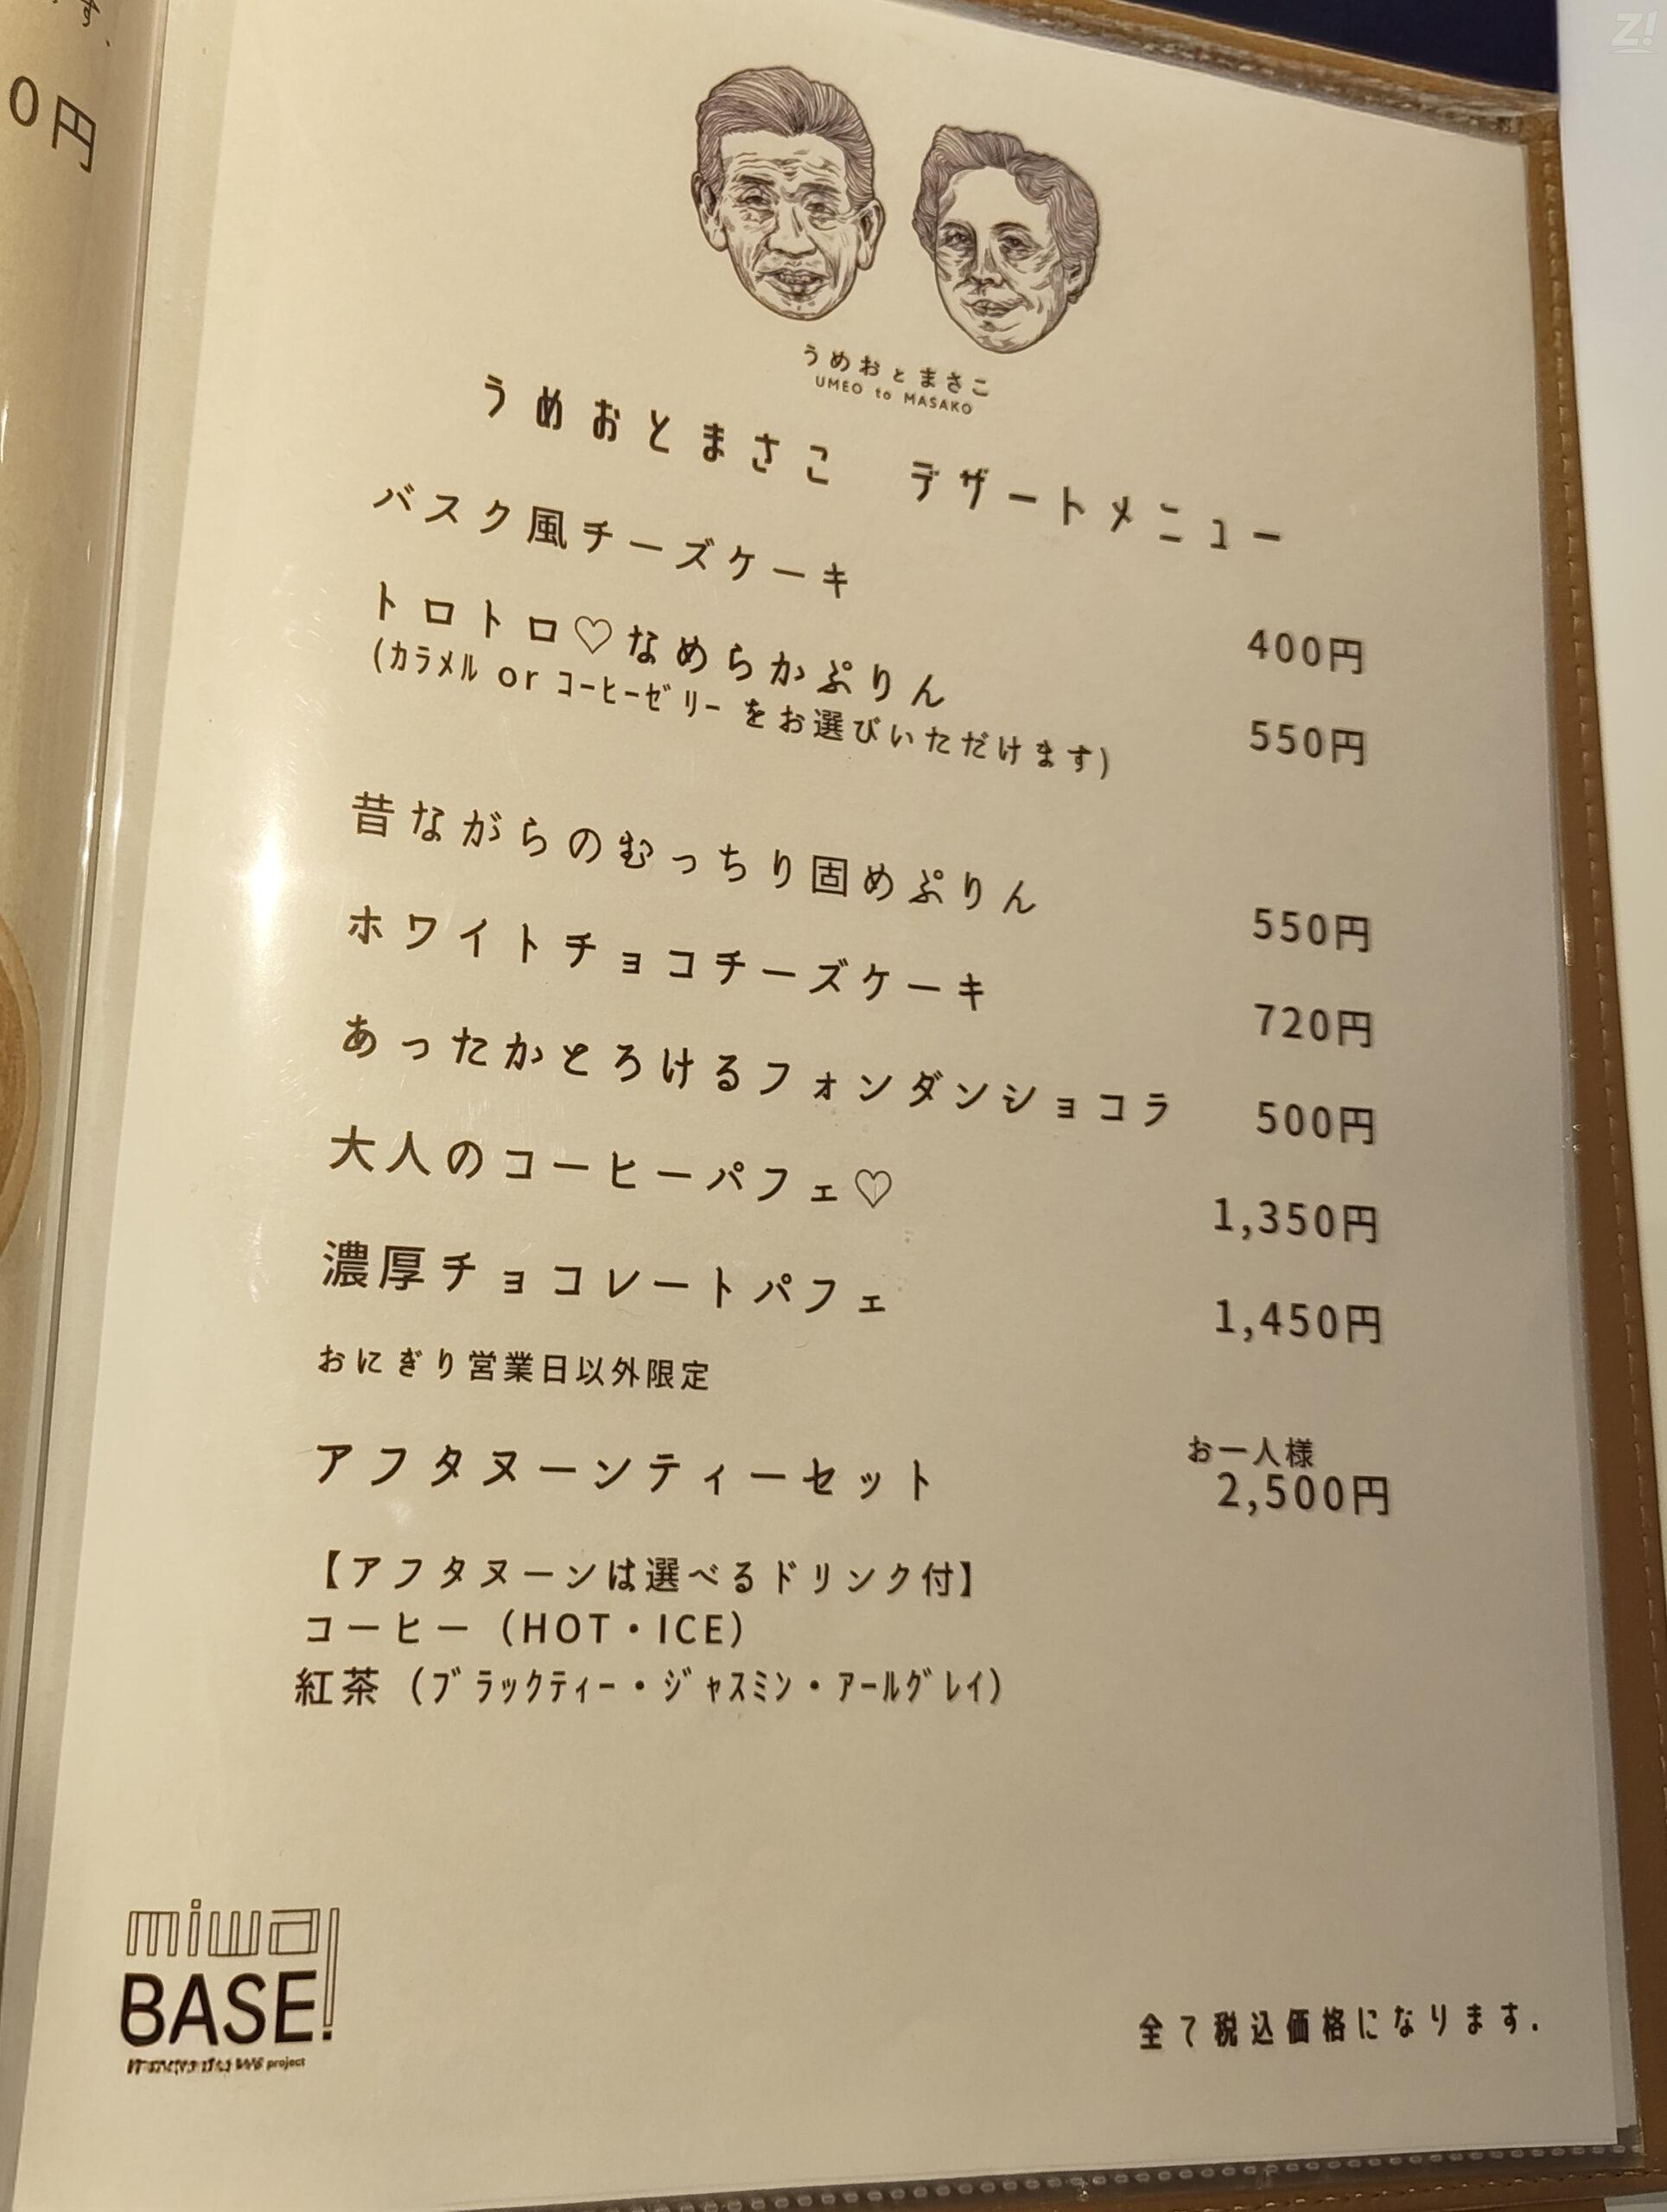 0円
うめおとまさこ
UMEO to MASAKO
うめおとまさこ デザートメニュー
バスク風チーズケーキ 400円
トロトロ♡なめらかぷりん 550円
(カラメル or コーヒーゼリー をお選びいただけます)
昔ながらのむっちり固めぷりん 550円
ホワイトチョコチーズケーキ 720円
あったかとろけるフォンダンショコラ 500円
大人のコーヒーパフェ♡ 1,350円
濃厚チョコレートパフェ 1,450円
おにぎり営業日以外限定
アフタヌーンティーセット お一人様 2,500円
【アフタヌーンは選べるドリンク付】
コーヒー（HOT・ICE）
紅茶（ブラックティー・ジャスミン・アールグレイ）
miwa!
BASE!
project
全て税込価格になります.
Z!